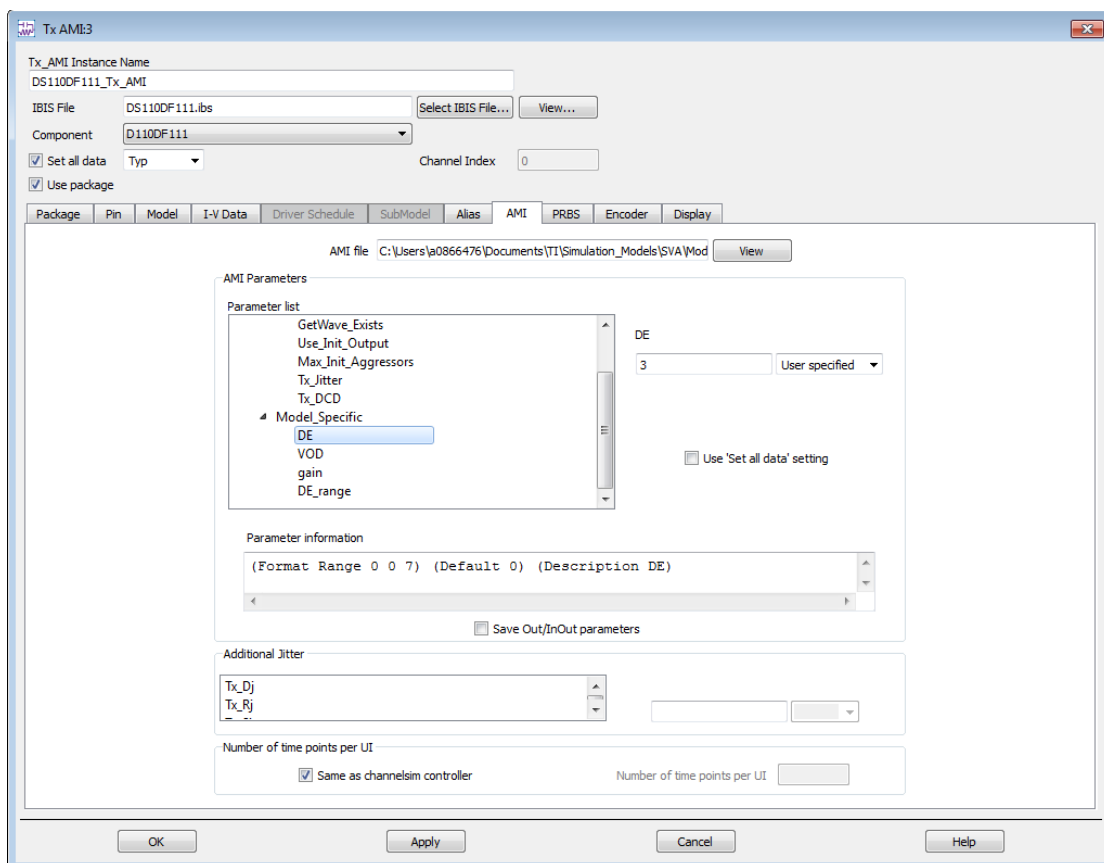 Tx AMI:3
Tx_AMI Instance Name
DS110DF111_Tx_AMI
IBIS File DS110DF111.ibs Select IBIS File... View...
Component D110DF111
Set all data Typ Channel Index 0
Use package
Package Pin Model I-V Data Driver Schedule SubModel Alias AMI PRBS Encoder Display
AMI file C:\Users\a0866476\Documents\TI\Simulation_Models\SVA\Mod View
AMI Parameters
Parameter list
GetWave_Exists
Use_Init_Output
Max_Init_Aggressors
Tx_Jitter
Tx_DCD
Model_Specific
DE
VOD
gain
DE_range
DE
3 User specified
Use 'Set all data' setting
Parameter information
(Format Range 0 0 7) (Default 0) (Description DE)
Save Out/InOut parameters
Additional Jitter
Tx_Dj
Tx_Rj
Number of time points per UI
Same as channelsim controller Number of time points per UI
OK Apply Cancel Help